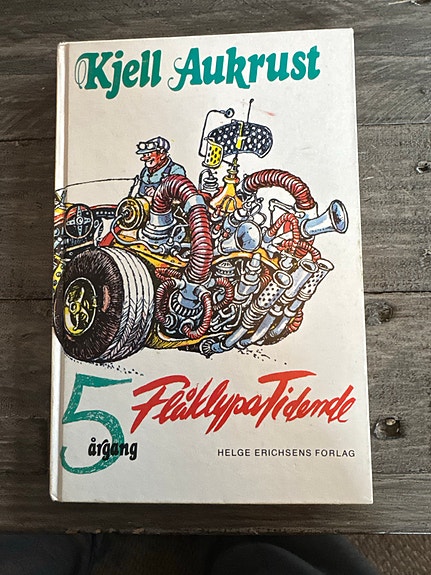 Kjell Aukrust
5
årgang
Flåklypa Tidende
HELGE ERICHSENS FORLAG